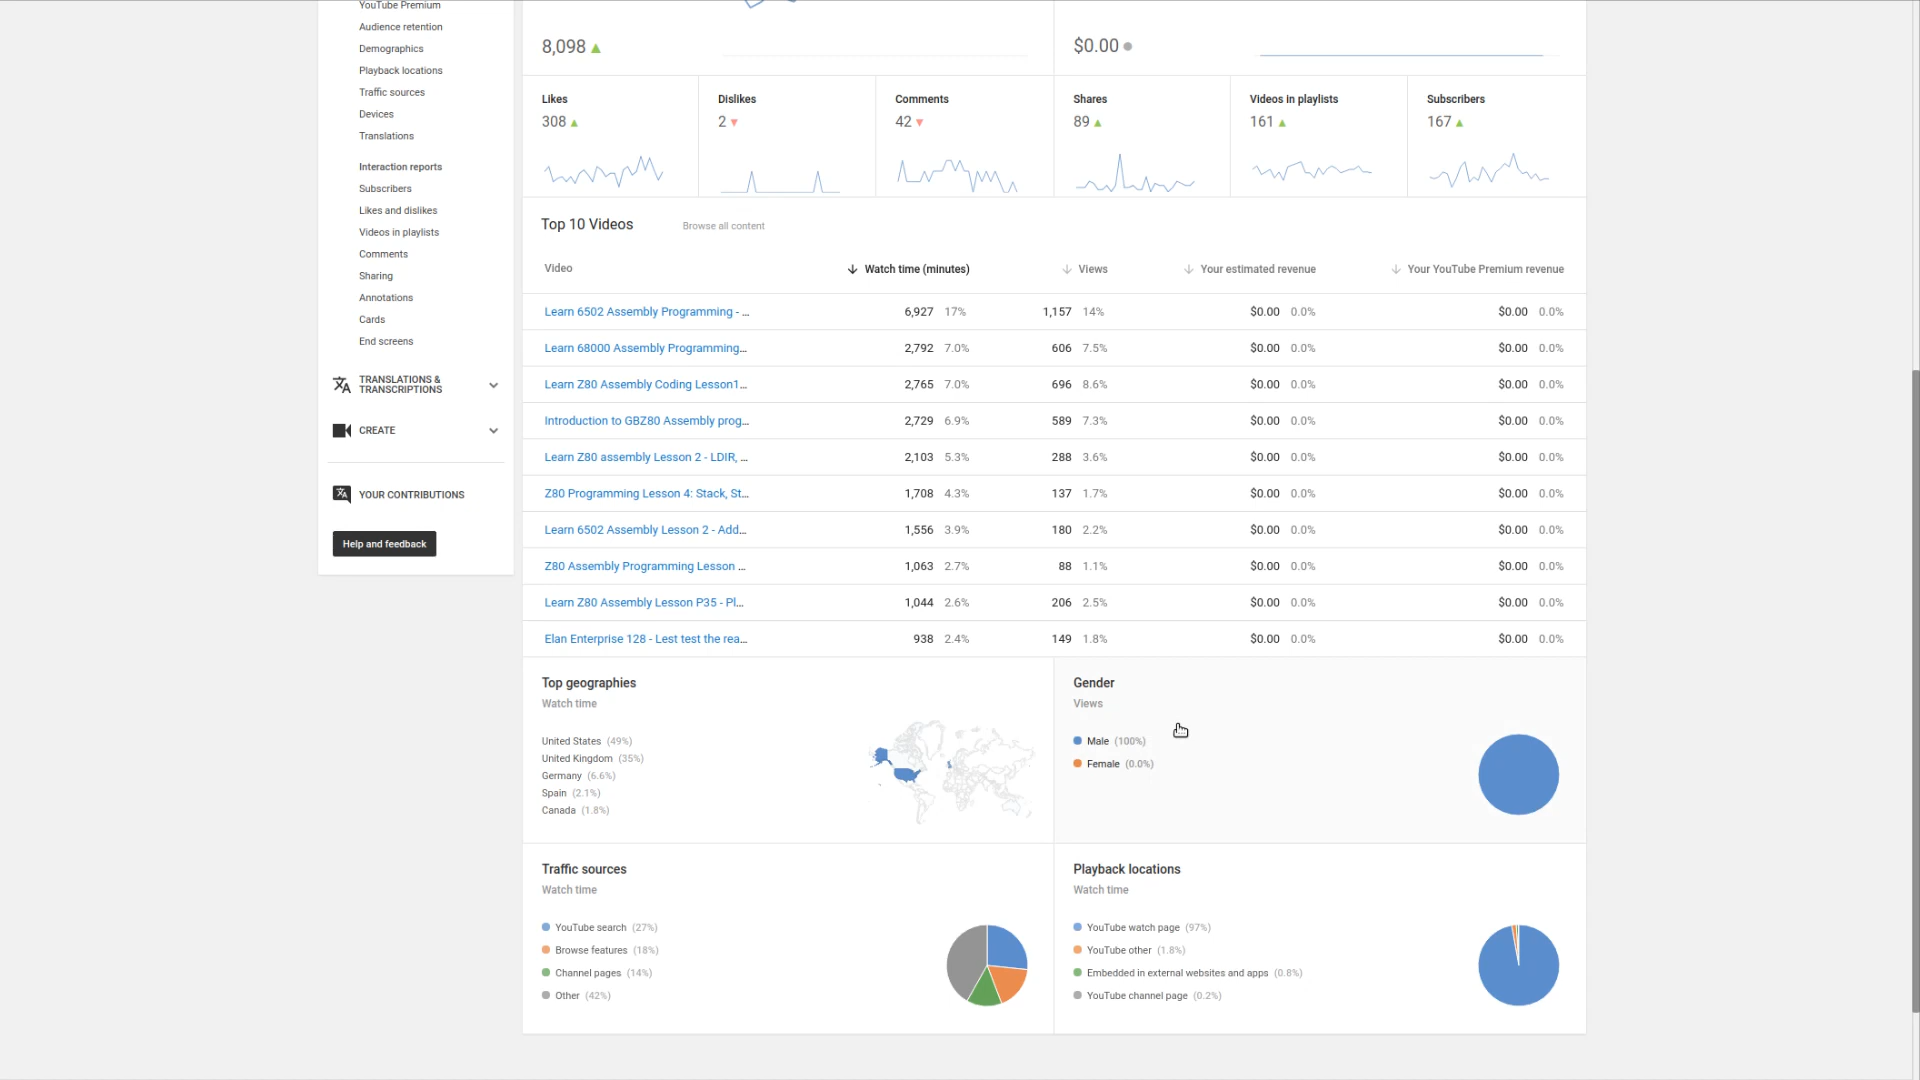 YouTube Premium
Audience retention
Demographics
Playback locations
Traffic sources
Devices
Translations
Interaction reports
Subscribers
Likes and dislikes
Videos in playlists
Comments
Sharing
Annotations
Cards
End screens
TRANSLATIONS &
TRANSCRIPTIONS
CREATE
YOUR CONTRIBUTIONS
Help and feedback
8,098 $0.00
Likes Dislikes Comments Shares Videos in playlists Subscribers
308 2 42 89 161 167
Top 10 Videos Browse all content
Video Watch time (minutes) Views Your estimated revenue Your YouTube Premium revenue
Learn 6502 Assembly Programming - ... 6,927 17% 1,157 14% $0.00 0.0% $0.00 0.0%
Learn 68000 Assembly Programming... 2,792 7.0% 606 7.5% $0.00 0.0% $0.00 0.0%
Learn Z80 Assembly Coding Lesson1... 2,765 7.0% 696 8.6% $0.00 0.0% $0.00 0.0%
Introduction to GBZ80 Assembly prog... 2,729 6.9% 589 7.3% $0.00 0.0% $0.00 0.0%
Learn Z80 assembly Lesson 2 - LDIR, ... 2,103 5.3% 288 3.6% $0.00 0.0% $0.00 0.0%
Z80 Programming Lesson 4: Stack, St... 1,708 4.3% 137 1.7% $0.00 0.0% $0.00 0.0%
Learn 6502 Assembly Lesson 2 - Add... 1,556 3.9% 180 2.2% $0.00 0.0% $0.00 0.0%
Z80 Assembly Programming Lesson ... 1,063 2.7% 88 1.1% $0.00 0.0% $0.00 0.0%
Learn Z80 Assembly Lesson P35 - Pl... 1,044 2.6% 206 2.5% $0.00 0.0% $0.00 0.0%
Elan Enterprise 128 - Lest test the rea... 938 2.4% 149 1.8% $0.00 0.0% $0.00 0.0%
Top geographies
Watch time
United States (49%)
United Kingdom (35%)
Germany (6.6%)
Spain (2.1%)
Canada (1.8%)
Gender
Views
Male (100%)
Female (0.0%)
Traffic sources
Watch time
YouTube search (27%)
Browse features (18%)
Channel pages (14%)
Other (42%)
Playback locations
Watch time
YouTube watch page (97%)
YouTube other (1.8%)
Embedded in external websites and apps (0.8%)
YouTube channel page (0.2%)